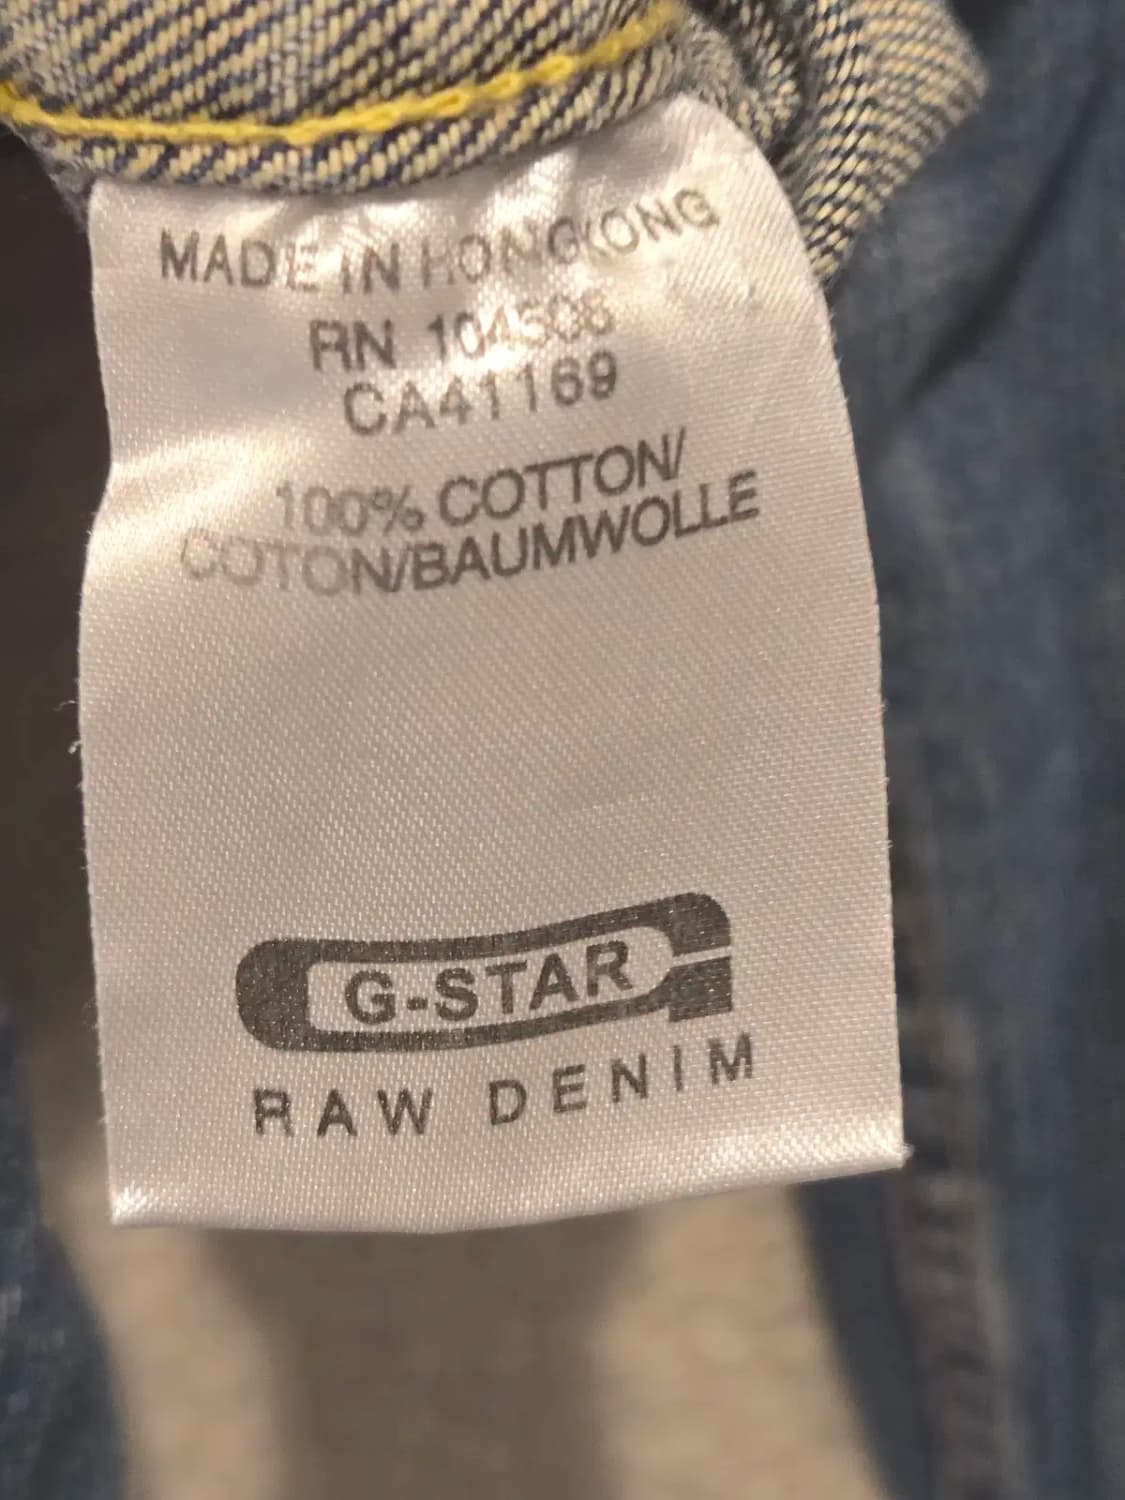 MADE IN HONGKONG
RN 104506
CA41169
100% COTTON/
COTON/BAUMWOLLE
G-STAR
RAW DENIM